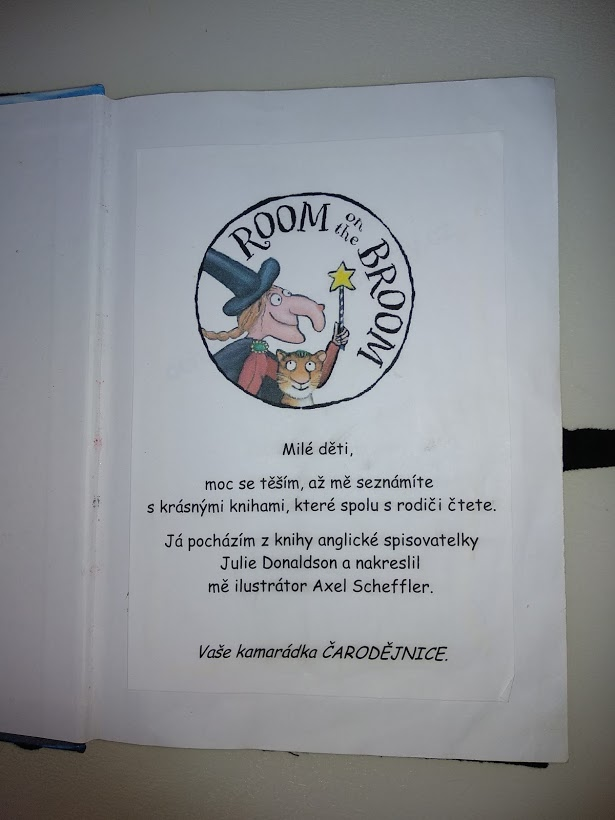 ROOM on the BROOM
Milé děti,
moc se těším, až mě seznámíte
s krásnými knihami, které spolu s rodiči čtete.
Já pocházím z knihy anglické spisovatelky
Julie Donaldson a nakreslil
mě ilustrátor Axel Scheffler.
Vaše kamarádka ČARODĚJNICE.